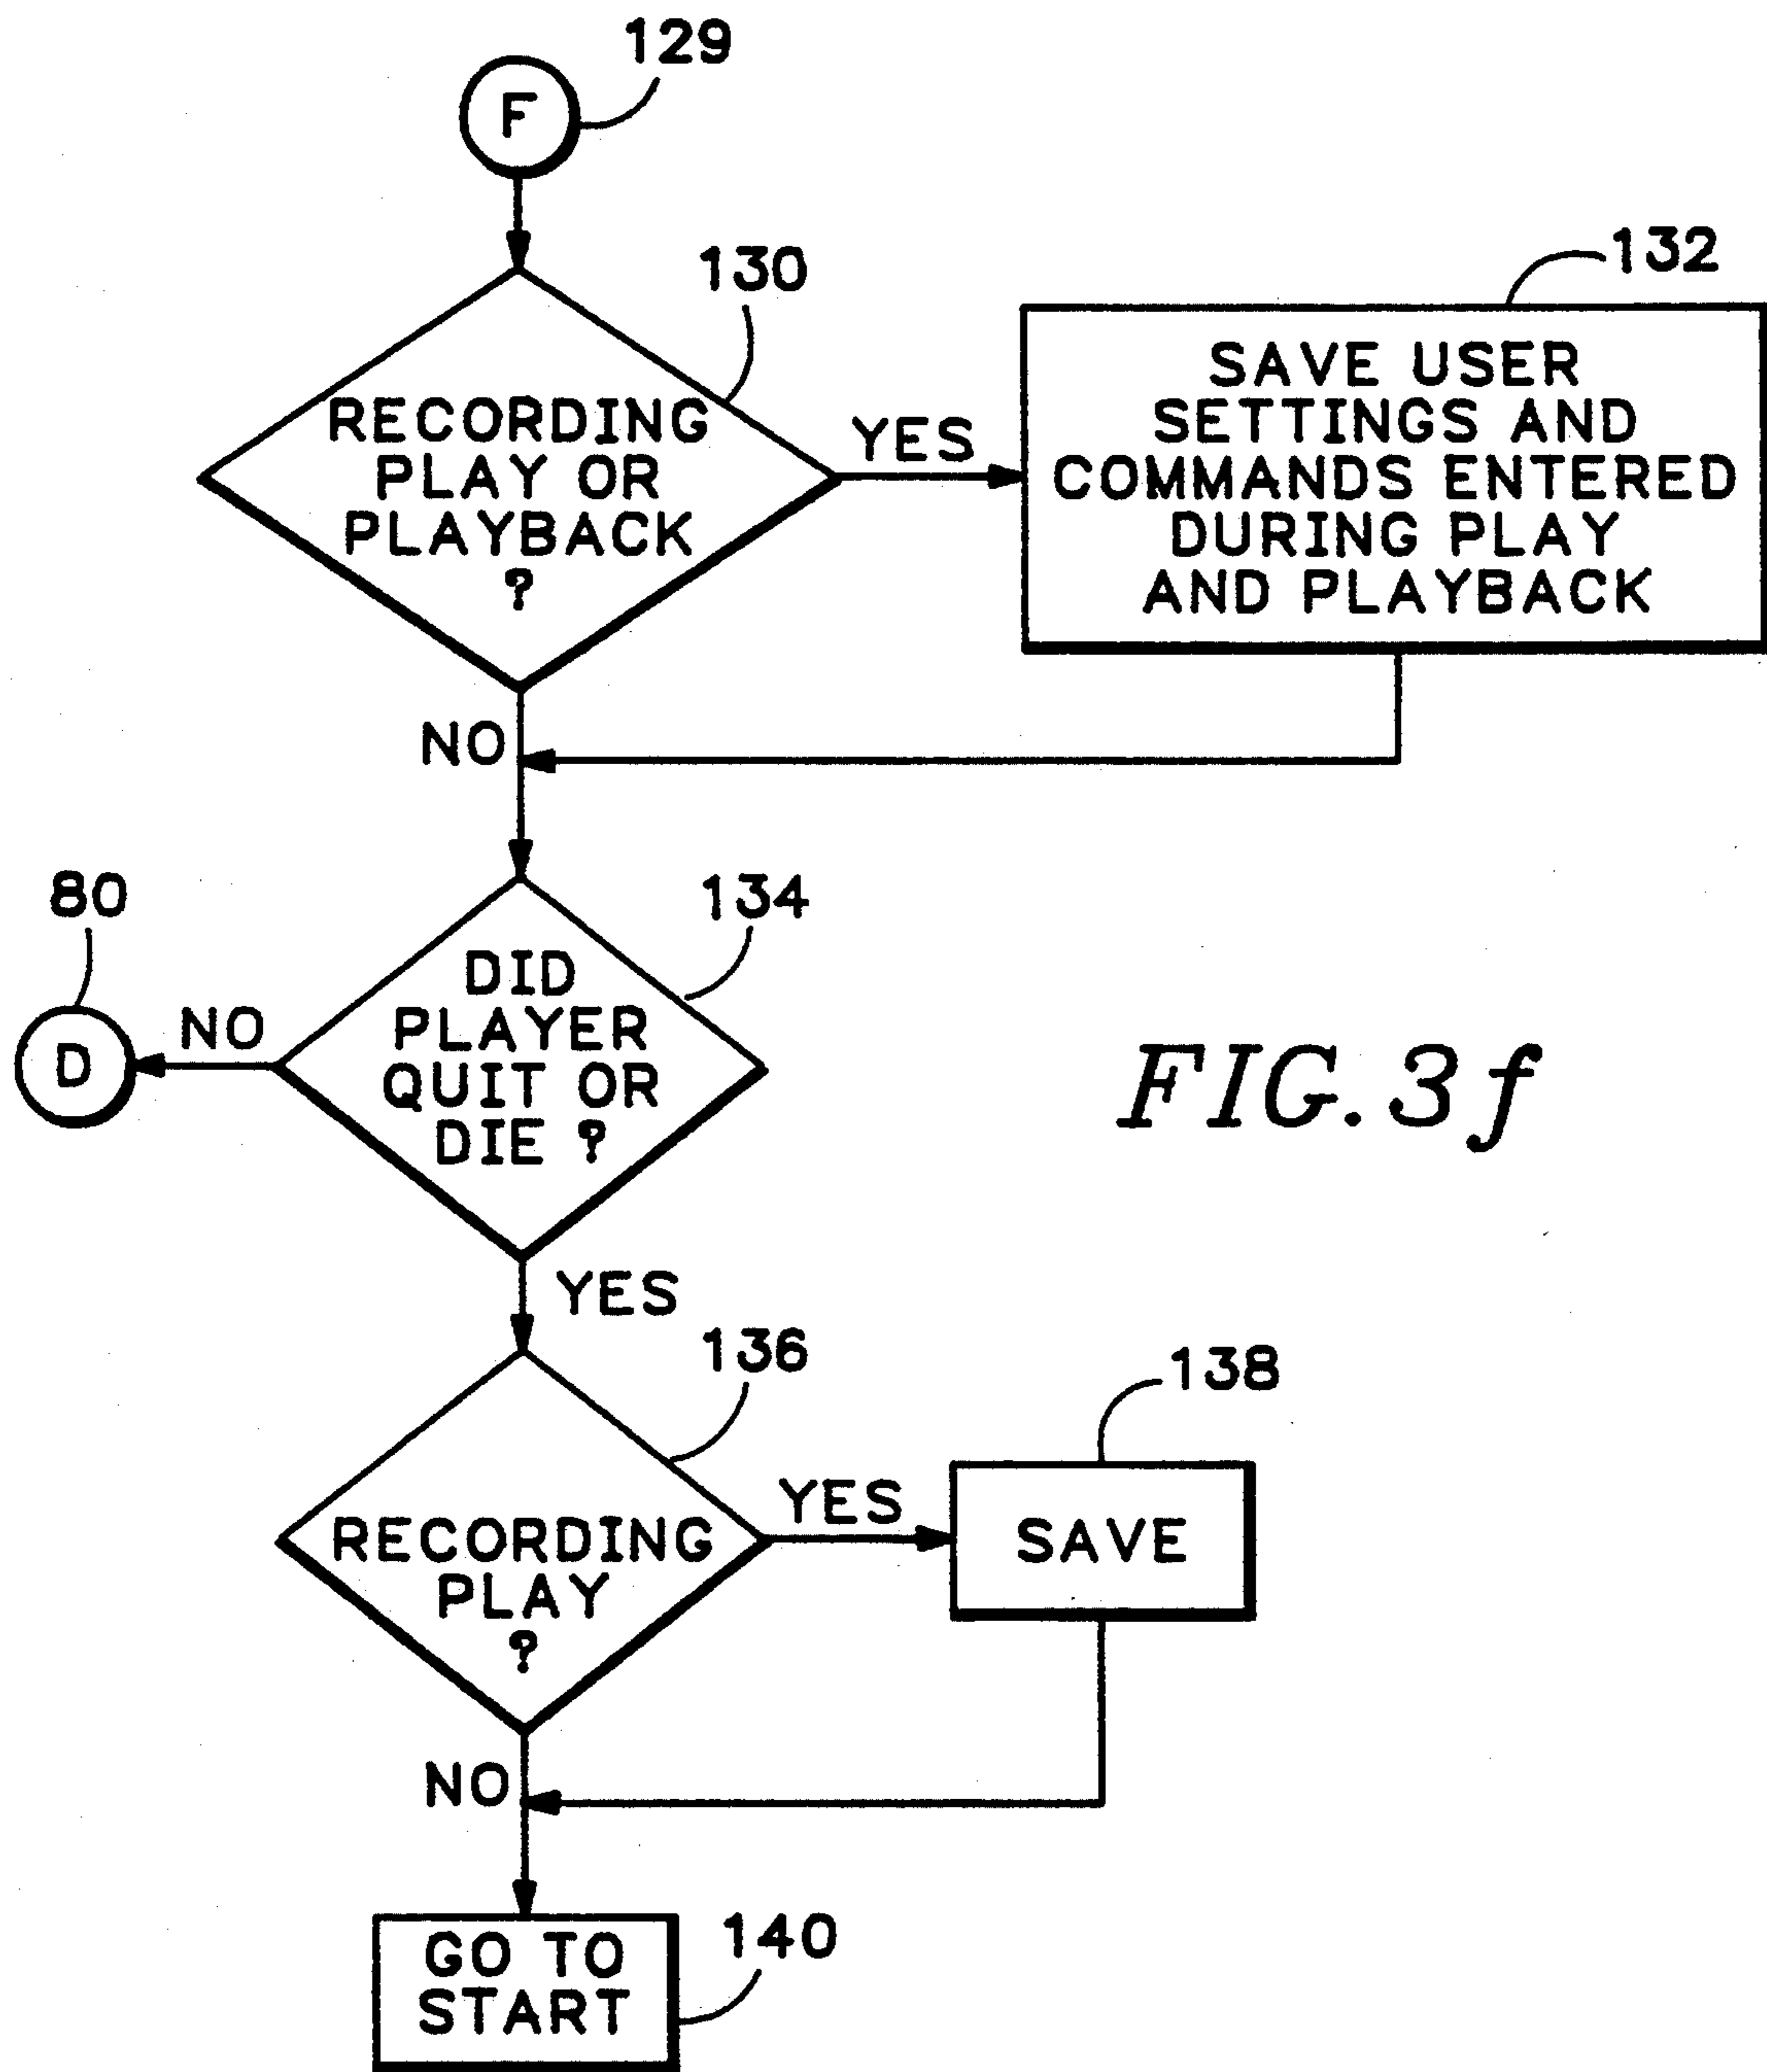 129
F
130
132
RECORDING
PLAY OR
PLAYBACK
?
YES
SAVE USER
SETTINGS AND
COMMANDS ENTERED
DURING PLAY
AND PLAYBACK
NO
80
134
D
NO
DID
PLAYER
QUIT OR
DIE ?
FIG. 3f
YES
136
138
RECORDING
PLAY
?
YES
SAVE
NO
140
GO TO
START